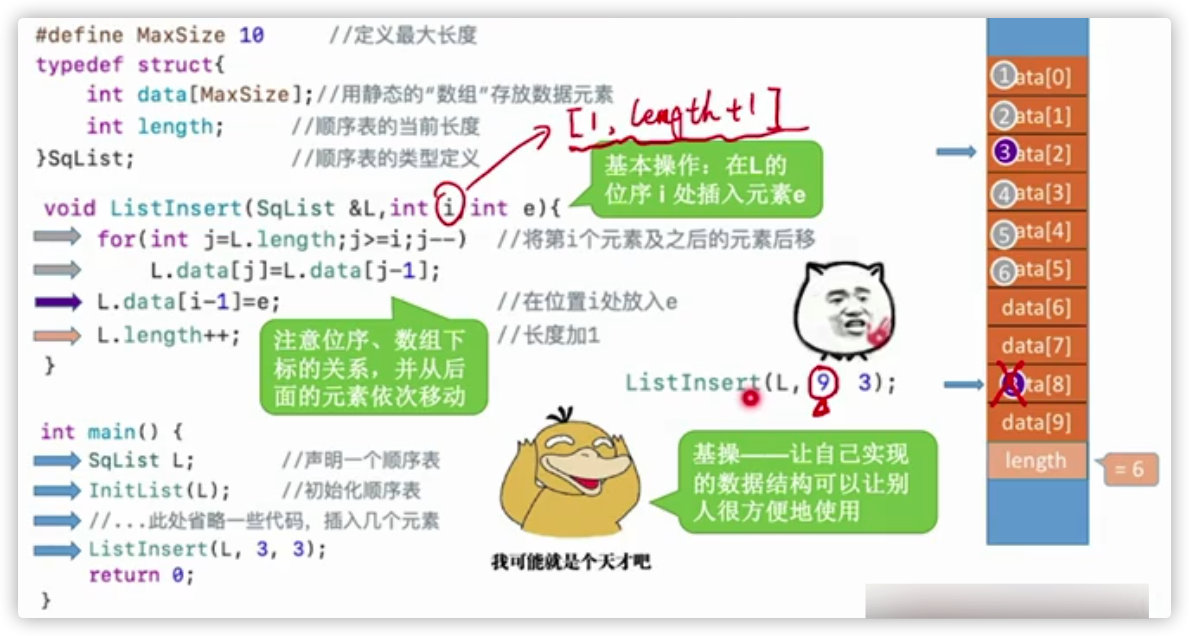 #define MaxSize 10 //定义最大长度
typedef struct{
int data[MaxSize];//用静态的“数组”存放数据元素
int length; //顺序表的当前长度
}SqList; //顺序表的类型定义
[1, length+1]
基本操作：在L的
位序 i 处插入元素e
void ListInsert(SqList &L,int i,int e){
for(int j=L.length;j>=i;j--) //将第i个元素及之后的元素后移
L.data[j]=L.data[j-1];
L.data[i-1]=e; //在位置i处放入e
L.length++; //长度加1
}
注意位序、数组下
标的关系，并从后
面的元素依次移动
ListInsert(L, 9 3);
int main() {
SqList L; //声明一个顺序表
InitList(L); //初始化顺序表
//...此处省略一些代码，插入几个元素
ListInsert(L, 3, 3);
return 0;
}
基操——让自己实现
的数据结构可以让别
人很方便地使用
我可能就是个天才吧
1 ata[0]
2 ata[1]
3 ata[2]
4 ata[3]
5 ata[4]
6 ata[5]
data[6]
data[7]
3 ata[8]
data[9]
length
= 6